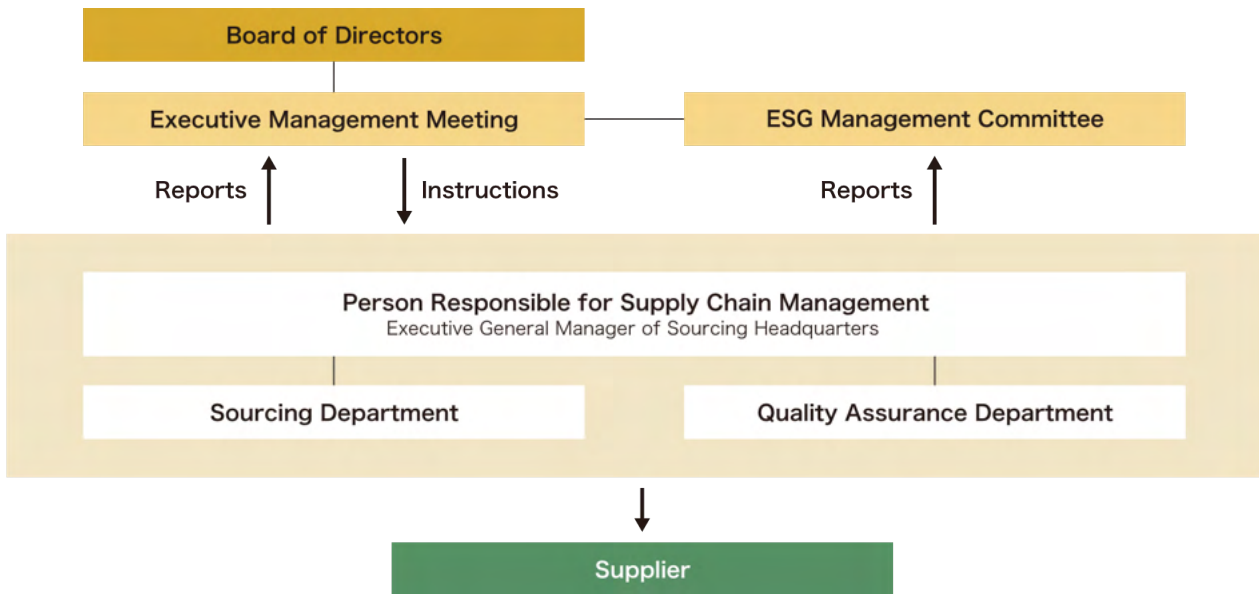 Board of Directors
Executive Management Meeting
ESG Management Committee
Reports
Instructions
Reports
Person Responsible for Supply Chain Management
Executive General Manager of Sourcing Headquarters
Sourcing Department
Quality Assurance Department
Supplier